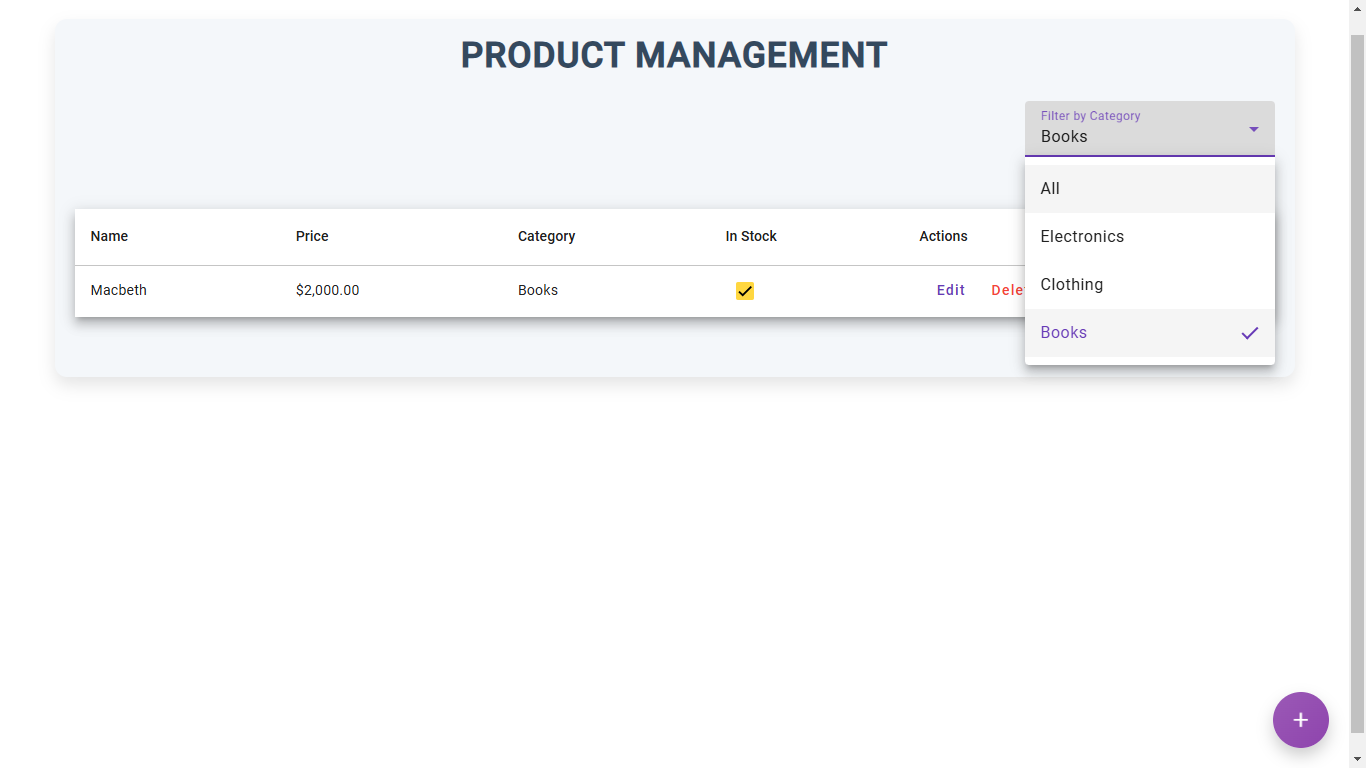 PRODUCT MANAGEMENT
Filter by Category
Books
All
Electronics
Clothing
Books
Name Price Category In Stock Actions
Macbeth $2,000.00 Books Edit Dele
+